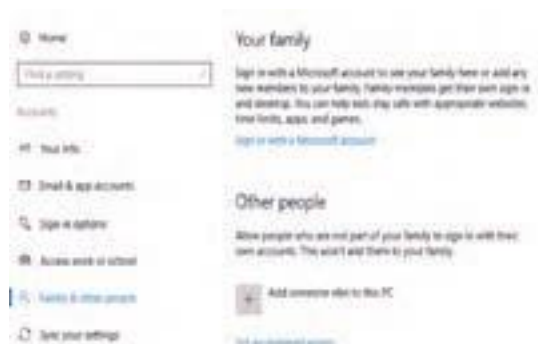 Home
Find a setting
Accounts
Your info
Email & app accounts
Sign-in options
Access work or school
Family & other people
Sync your settings
Your family
Sign in with a Microsoft account to see your family here or add any
new members to your family. Family members get their own sign-in
and desktop. You can help kids stay safe with appropriate websites,
time limits, apps, and games.
Sign in with a Microsoft account
Other people
Allow people who are not part of your family to sign in with their
own accounts. This won't add them to your family.
Add someone else to this PC